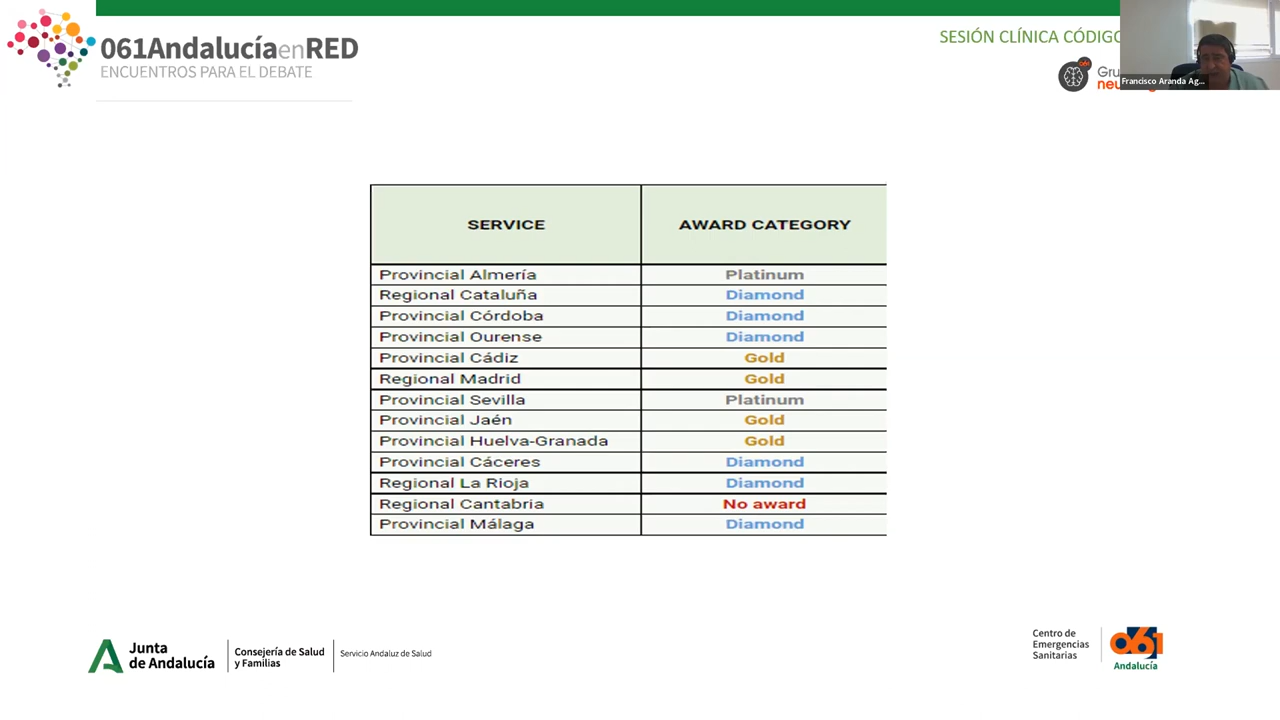 061AndalucíaenRED
ENCUENTROS PARA EL DEBATE
SESIÓN CLÍNICA CÓDIGO
Francisco Aranda Ag...
SERVICE AWARD CATEGORY
Provincial Almería Platinum
Regional Cataluña Diamond
Provincial Córdoba Diamond
Provincial Ourense Diamond
Provincial Cádiz Gold
Regional Madrid Gold
Provincial Sevilla Platinum
Provincial Jaén Gold
Provincial Huelva-Granada Gold
Provincial Cáceres Diamond
Regional La Rioja Diamond
Regional Cantabria No award
Provincial Málaga Diamond
Junta
de Andalucía
Consejería de Salud
y Familias
Servicio Andaluz de Salud
Centro de
Emergencias
Sanitarias
061
Andalucía